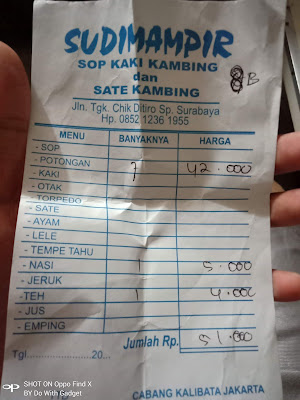 SUDIMAMPIR
SOP KAKI KAMBING
dan
SATE KAMBING
8B
Jln. Tgk. Chik Ditiro Sp. Surabaya
Hp. 0852 1236 1955
MENU BANYAKNYA HARGA
- SOP
- POTONGAN 7 42.000
- KAKI
- OTAK
- TORPEDO
- SATE
- AYAM
- LELE
- TEMPE TAHU
- NASI 1 5.000
- JERUK
- TEH 1 4.000
- JUS
- EMPING
Jumlah Rp. 51.000
Tgl............20...
CABANG KALIBATA JAKARTA
SHOT ON Oppo Find X
BY Do With Gadget